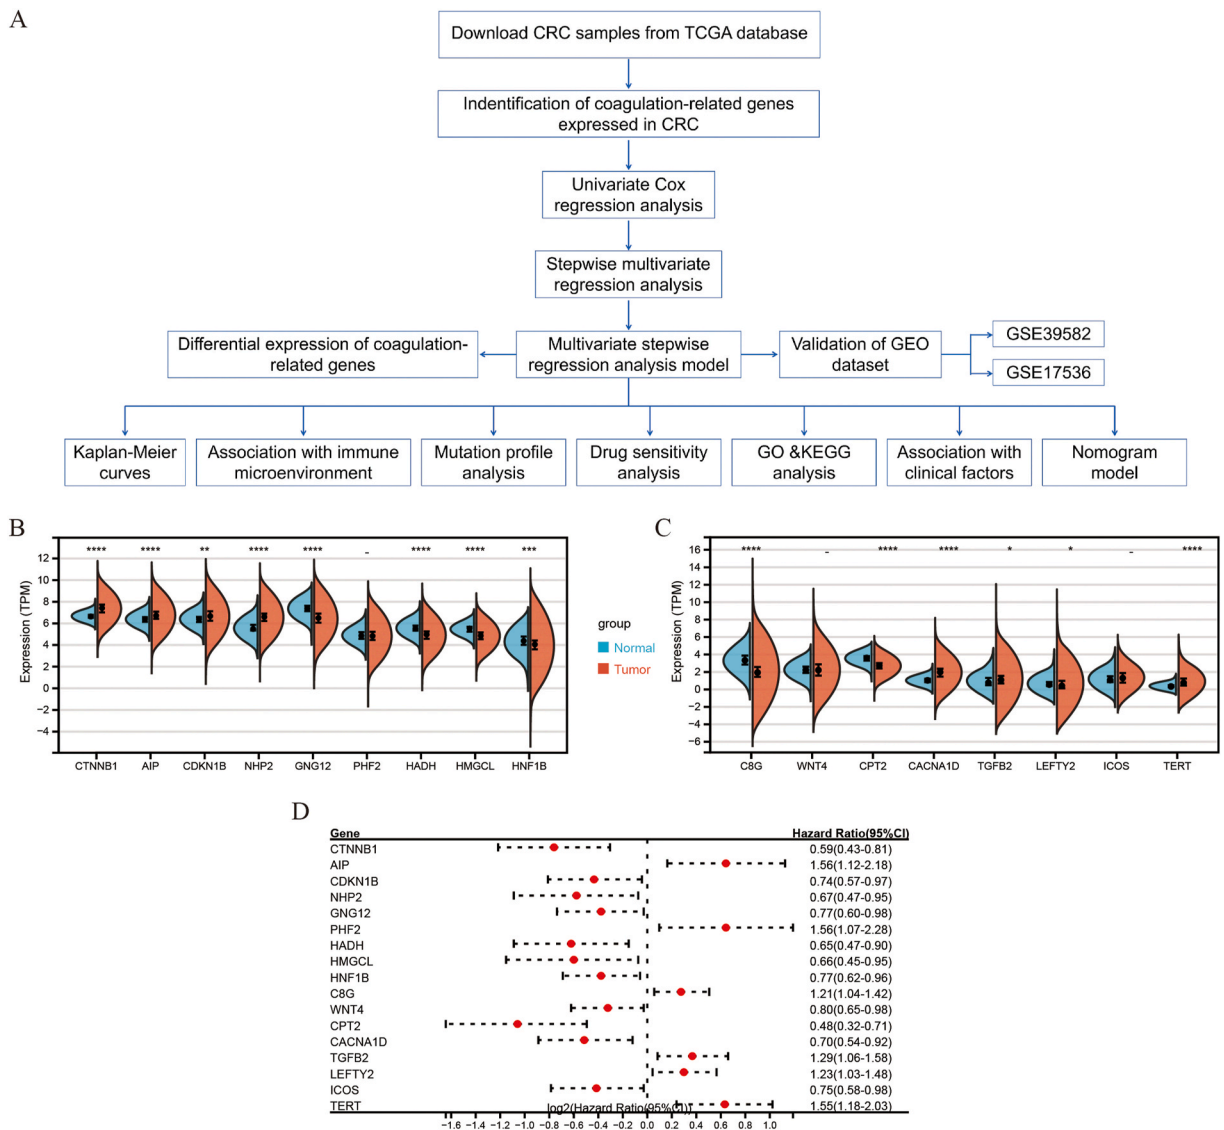 A
Download CRC samples from TCGA database
Indentification of coagulation-related genes
expressed in CRC
Univariate Cox
regression analysis
Stepwise multivariate
regression analysis
Differential expression of coagulation-
related genes
Multivariate stepwise
regression analysis model
Validation of GEO
dataset
GSE39582
GSE17536
Kaplan-Meier
curves
Association with immune
microenvironment
Mutation profile
analysis
Drug sensitivity
analysis
GO &KEGG
analysis
Association with
clinical factors
Nomogram
model
B
Expression (TPM)
12
10
8
6
4
2
0
−2
−4
**** **** ** **** **** - **** **** ***
CTNNB1 AIP CDKN1B NHP2 GNG12 PHF2 HADH HMGCL HNF1B
group
Normal
Tumor
C
Expression (TPM)
16
14
12
10
8
6
4
2
0
−2
−4
−6
**** - **** **** * * - ****
C8G WNT4 CPT2 CACNA1D TGFB2 LEFTY2 ICOS TERT
D
Gene Hazard Ratio(95%CI)
CTNNB1 0.59(0.43-0.81)
AIP 1.56(1.12-2.18)
CDKN1B 0.74(0.57-0.97)
NHP2 0.67(0.47-0.95)
GNG12 0.77(0.60-0.98)
PHF2 1.56(1.07-2.28)
HADH 0.65(0.47-0.90)
HMGCL 0.66(0.45-0.95)
HNF1B 0.77(0.62-0.96)
C8G 1.21(1.04-1.42)
WNT4 0.80(0.65-0.98)
CPT2 0.48(0.32-0.71)
CACNA1D 0.70(0.54-0.92)
TGFB2 1.29(1.06-1.58)
LEFTY2 1.23(1.03-1.48)
ICOS 0.75(0.58-0.98)
TERT 1.55(1.18-2.03)
log2(Hazard Ratio(95%CI))
−1.6 −1.4 −1.2 −1.0 −0.8 −0.6 −0.4 −0.2 0.0 0.2 0.4 0.6 0.8 1.0